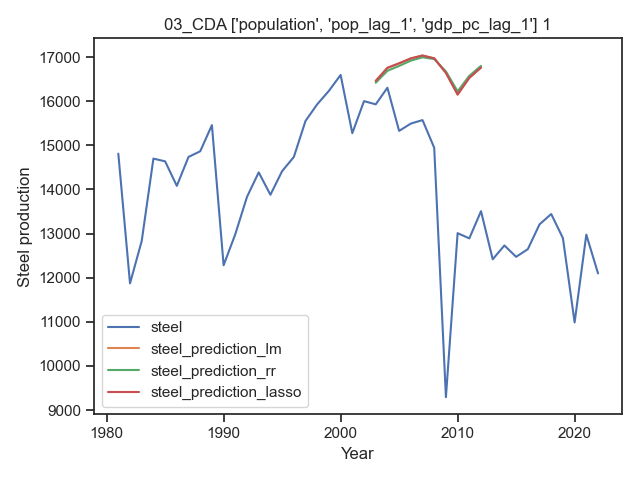 03_CDA ['population', 'pop_lag_1', 'gdp_pc_lag_1'] 1
Steel production
17000
16000
15000
14000
13000
12000
11000
10000
9000
steel
steel_prediction_lm
steel_prediction_rr
steel_prediction_lasso
1980
1990
2000
2010
2020
Year